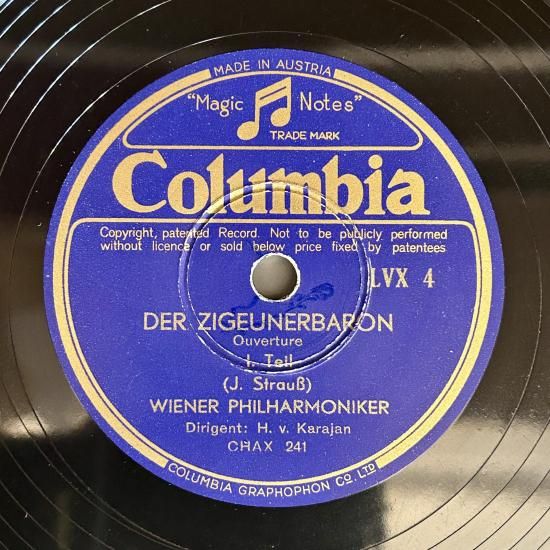 MADE IN AUSTRIA
"Magic Notes"
TRADE MARK
Columbia
Copyright, patented Record. Not to be publicly performed
without licence or sold below price fixed by patentees
LVX 4
DER ZIGEUNERBARON
Ouverture
I. Teil
(J. Strauß)
WIENER PHILHARMONIKER
Dirigent: H. v. Karajan
CHAX 241
COLUMBIA GRAPHOPHON CO. LTD